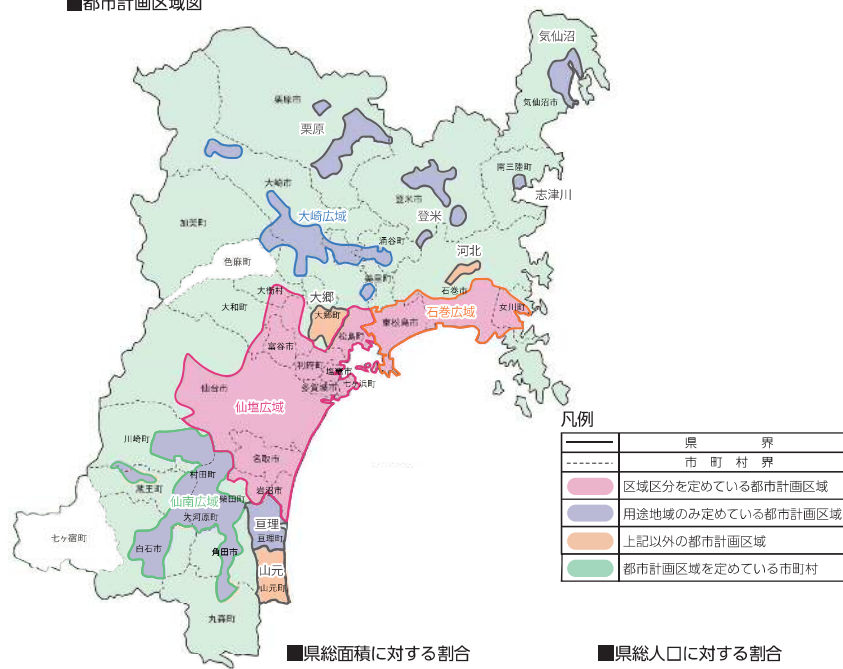 ■都市計画区域図
気仙沼
気仙沼市
栗原市
栗原
南三陸町
志津川
大崎市
登米市
登米
加美町
大崎広域
涌谷町
色麻町
河北
美里町
石巻市
大衡村
大郷
大和町
大郷町
石巻広域
女川町
東松島市
松島町
富谷市
利府町
塩竈市
仙台市
多賀城市
七ヶ浜町
仙塩広域
川崎町
名取市
村田町
蔵王町
岩沼市
柴田町
仙南広域
大河原町
亘理
七ヶ宿町
亘理町
白石市
角田市
山元
山元町
丸森町
凡例
県界
市町村界
区域区分を定めている都市計画区域
用途地域のみ定めている都市計画区域
上記以外の都市計画区域
都市計画区域を定めている市町村
■県総面積に対する割合
■県総人口に対する割合